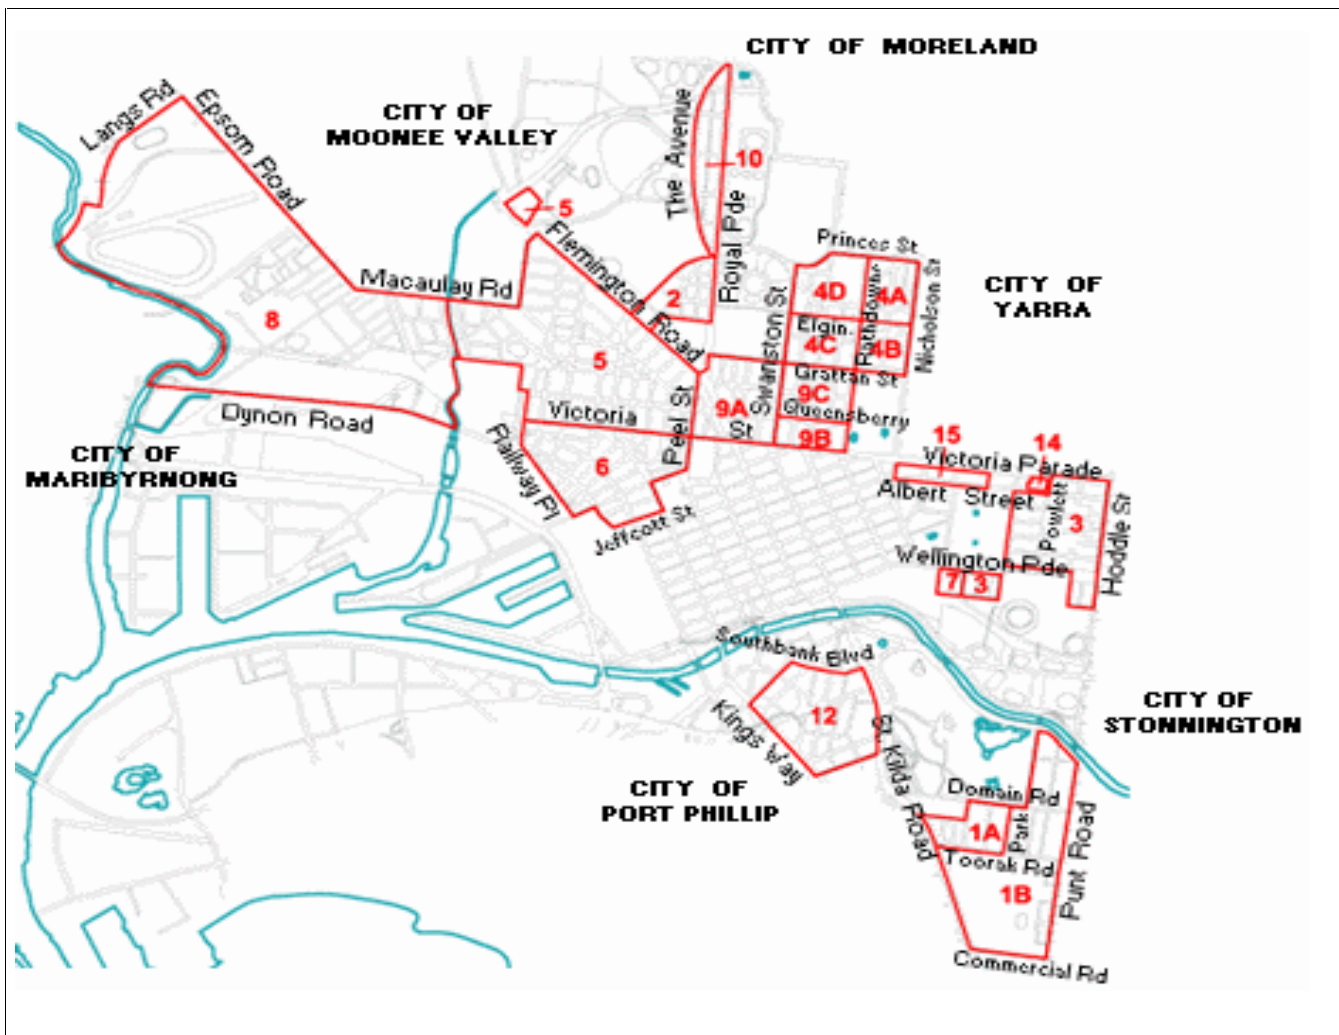 CITY OF MORELAND
CITY OF
MOONEE VALLEY
Langs Rd
Epsom Road
The Avenue
10
Royal Pde
5
Flemington Road
Macaulay Rd
2
8
5
Princes St
4D
4A
Rathdowne
Nicholson St
CITY OF
YARRA
Swanston St
Elgin
4C
4B
Grattan St
9C
Queensberry
9A
9B
Peel St
Victoria
St
Dynon Road
CITY OF
MARIBYRNONG
Railway Pl
6
Jeffcott St
15
14
Victoria Parade
Albert Street
Powlett
3
Hoddle St
Wellington Pde
7
3
Southbank Blvd
12
Kings Way
St. Kilda Road
CITY OF
STONNINGTON
CITY OF
PORT PHILLIP
Domain Rd
1A
Park
Toorak Rd
Punt Road
1B
Commercial Rd